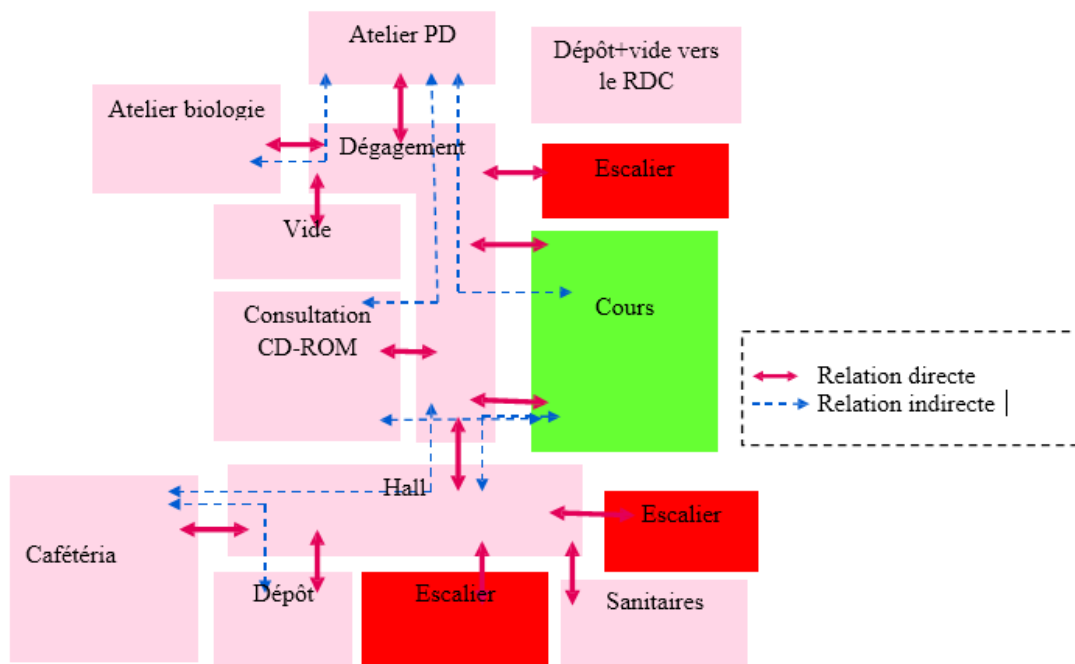 Atelier PD
Dépôt+vide vers
le RDC
Atelier biologie
Dégagement
Escalier
Vide
Consultation
CD-ROM
Cours
Relation directe
Relation indirecte
Hall
Escalier
Cafétéria
Dépôt
Escalier
Sanitaires